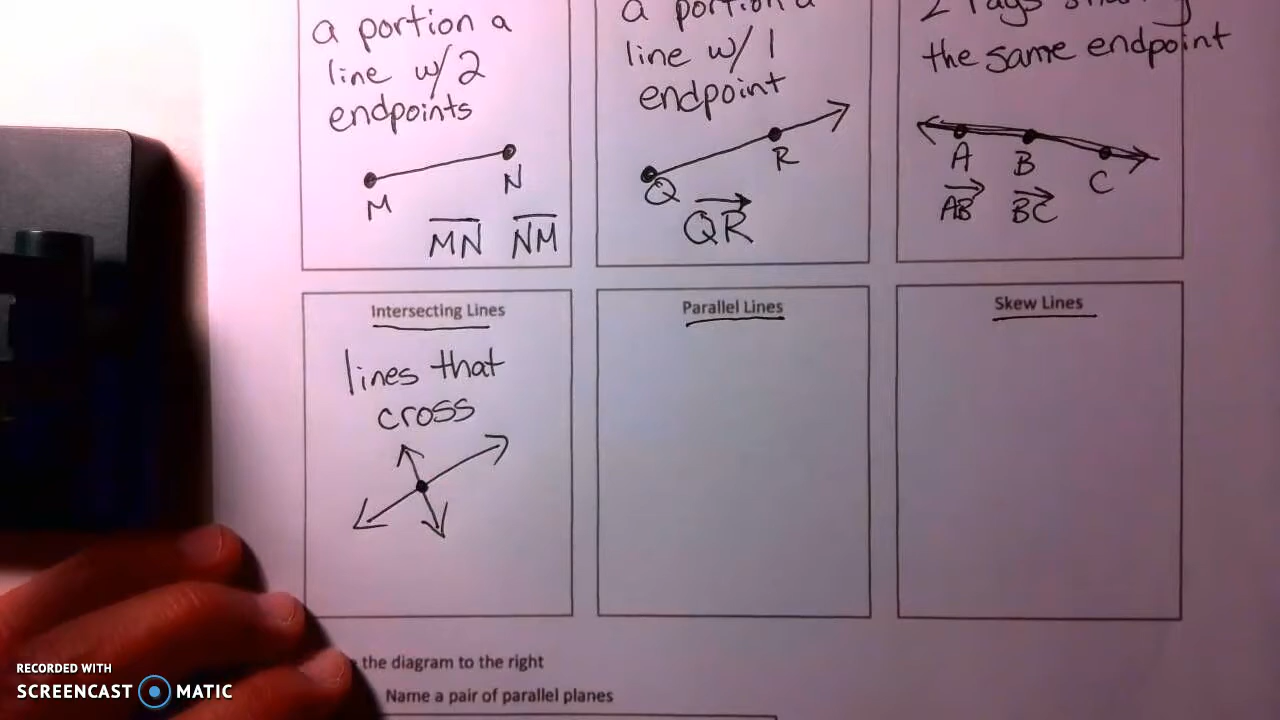 a portion a
line w/2
endpoints
M
N
MN NM
a portion a
line w/ 1
endpoint
Q
R
QR
2 rays
the same endpoint
A
B
C
AB BC
Intersecting Lines
lines that
cross
Parallel Lines
Skew Lines
the diagram to the right
Name a pair of parallel planes
RECORDED WITH
SCREENCAST MATIC